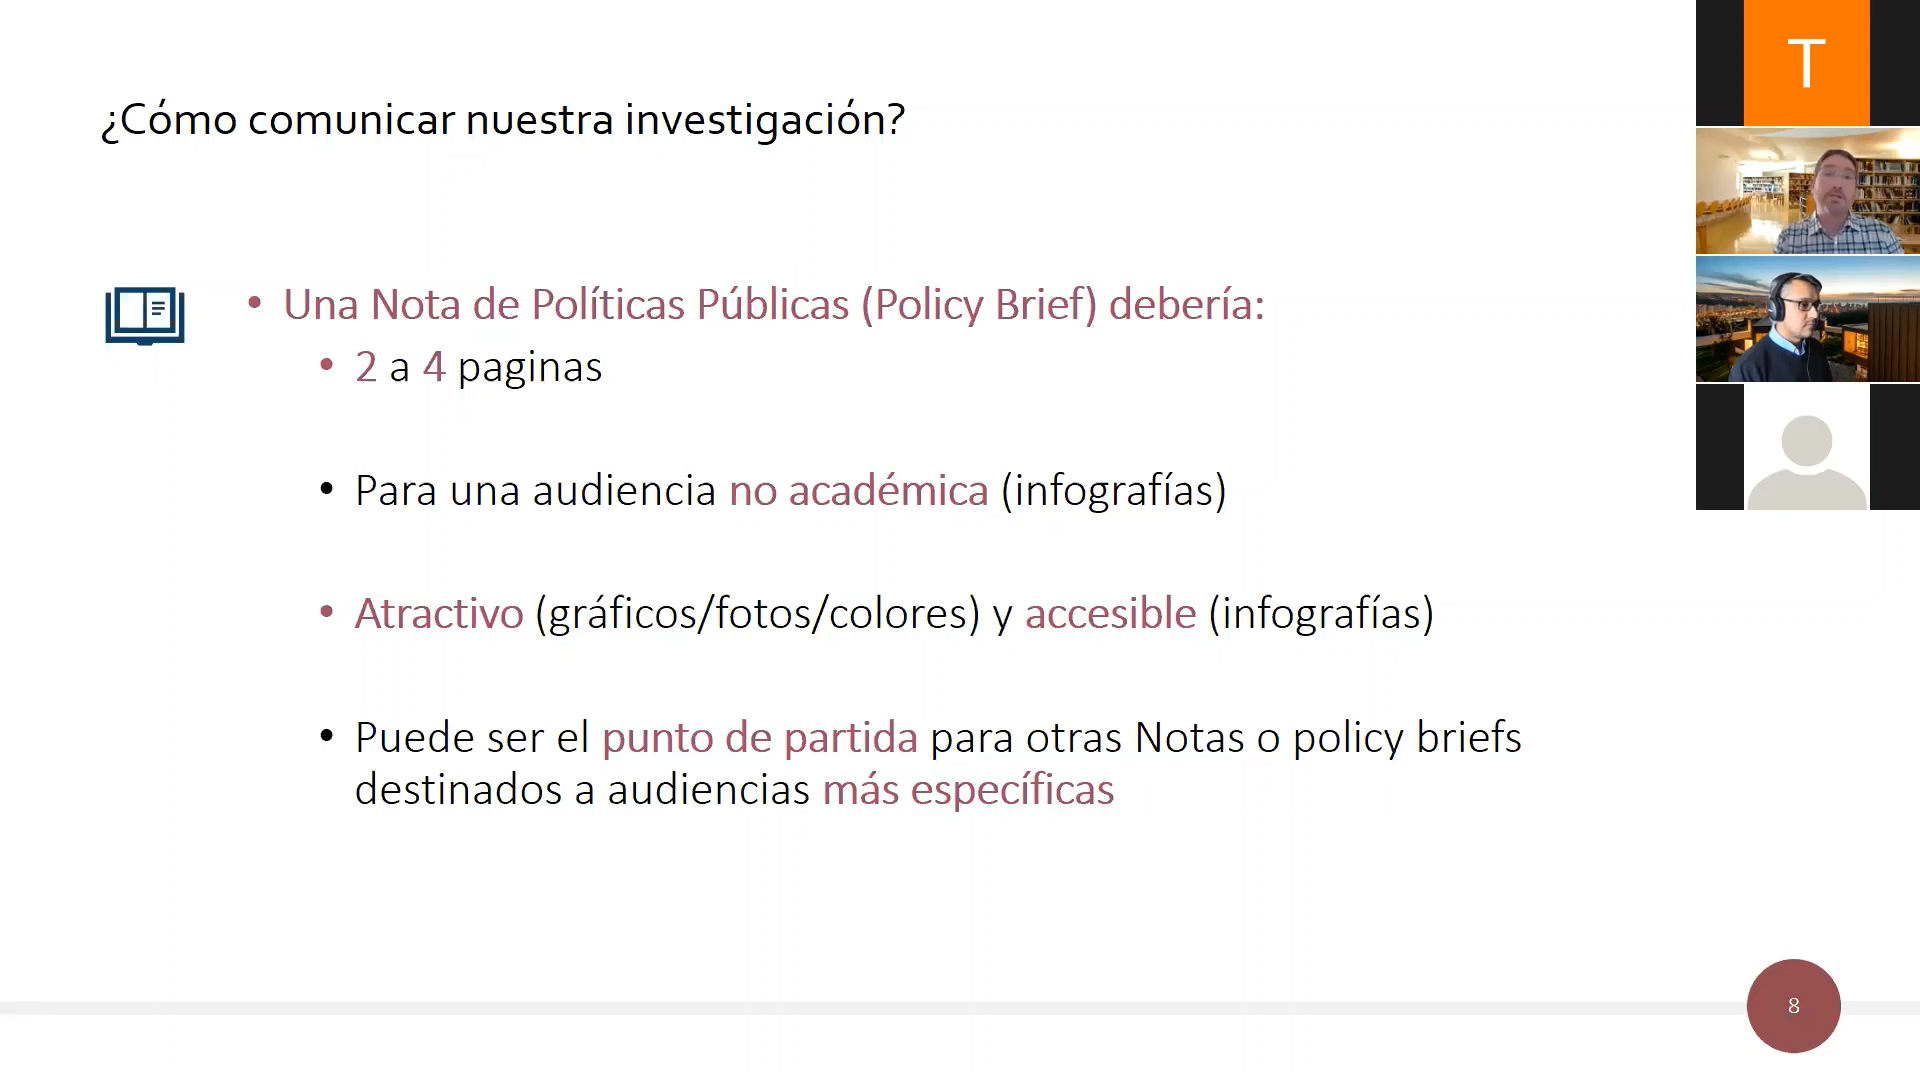 ¿Cómo comunicar nuestra investigación?
• Una Nota de Políticas Públicas (Policy Brief) debería:
• 2 a 4 paginas
• Para una audiencia no académica (infografías)
• Atractivo (gráficos/fotos/colores) y accesible (infografías)
• Puede ser el punto de partida para otras Notas o policy briefs
destinados a audiencias más específicas
T
8